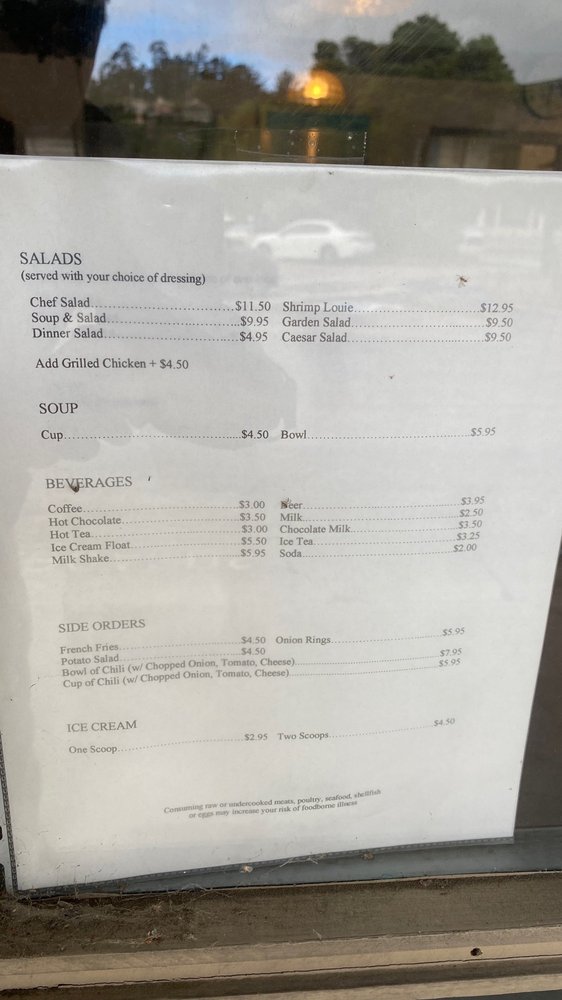 SALADS
(served with your choice of dressing)
Chef Salad........................................$11.50 Shrimp Louie........................................$12.95
Soup & Salad........................................$9.95 Garden Salad........................................$9.50
Dinner Salad........................................$4.95 Caesar Salad........................................$9.50
Add Grilled Chicken + $4.50
SOUP
Cup........................................$4.50 Bowl........................................$5.95
BEVERAGES
Coffee........................................$3.00 Beer........................................$3.95
Hot Chocolate........................................$3.50 Milk........................................$2.50
Hot Tea........................................$3.00 Chocolate Milk........................................$3.50
Ice Cream Float........................................$5.50 Ice Tea........................................$3.25
Milk Shake........................................$5.95 Soda........................................$2.00
SIDE ORDERS
French Fries........................................$4.50 Onion Rings........................................$5.95
Potato Salad........................................$4.50
Bowl of Chili (w/ Chopped Onion, Tomato, Cheese)........................................$7.95
Cup of Chili (w/ Chopped Onion, Tomato, Cheese)........................................$5.95
ICE CREAM
One Scoop........................................$2.95 Two Scoops........................................$4.50
Consuming raw or undercooked meats, poultry, seafood, shellfish
or eggs may increase your risk of foodborne illness